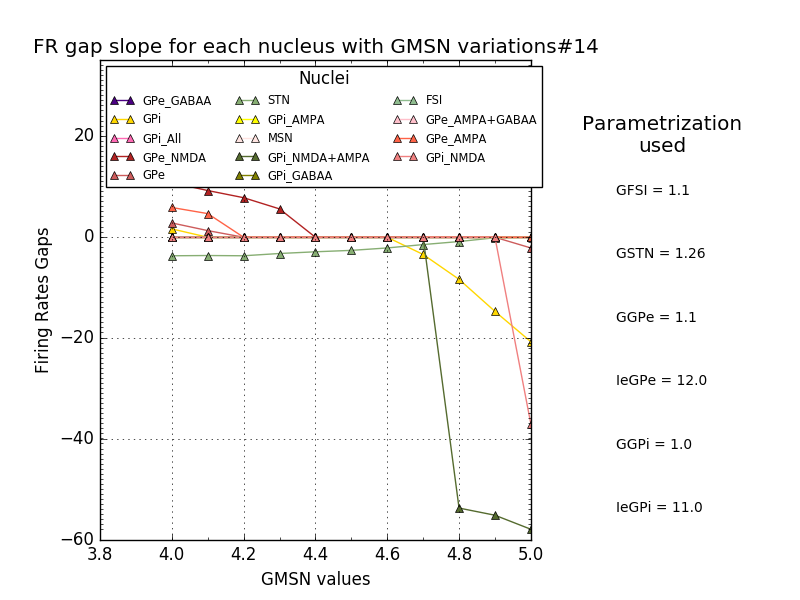 FR gap slope for each nucleus with GMSN variations#14
Nuclei
GPe_GABAA
GPi
GPi_All
GPe_NMDA
GPe
STN
GPi_AMPA
MSN
GPi_NMDA+AMPA
GPi_GABAA
FSI
GPe_AMPA+GABAA
GPe_AMPA
GPi_NMDA
20
0
−20
−40
−60
Firing Rates Gaps
3.8 4.0 4.2 4.4 4.6 4.8 5.0
GMSN values
Parametrization
used
GFSI = 1.1
GSTN = 1.26
GGPe = 1.1
IeGPe = 12.0
GGPi = 1.0
IeGPi = 11.0